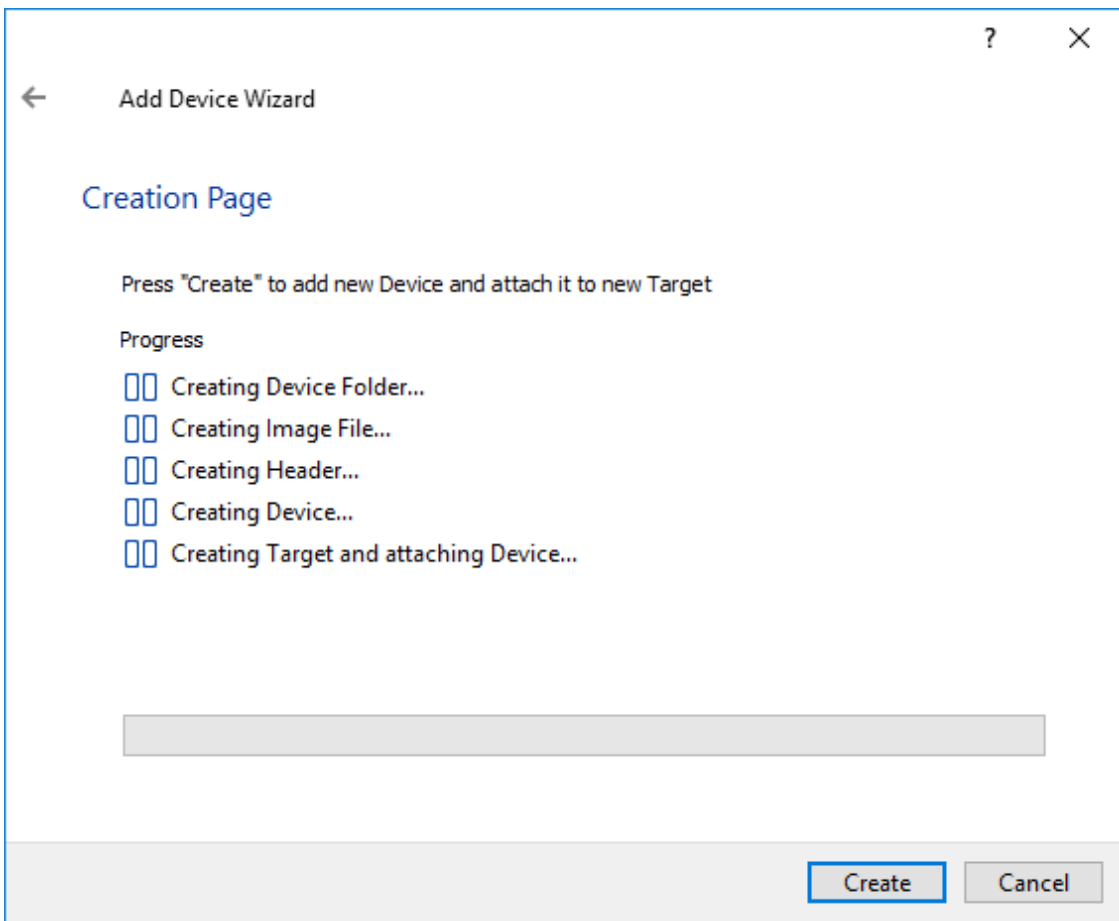 ?
Add Device Wizard
Creation Page
Press "Create" to add new Device and attach it to new Target
Progress
Creating Device Folder...
Creating Image File...
Creating Header...
Creating Device...
Creating Target and attaching Device...
Create Cancel